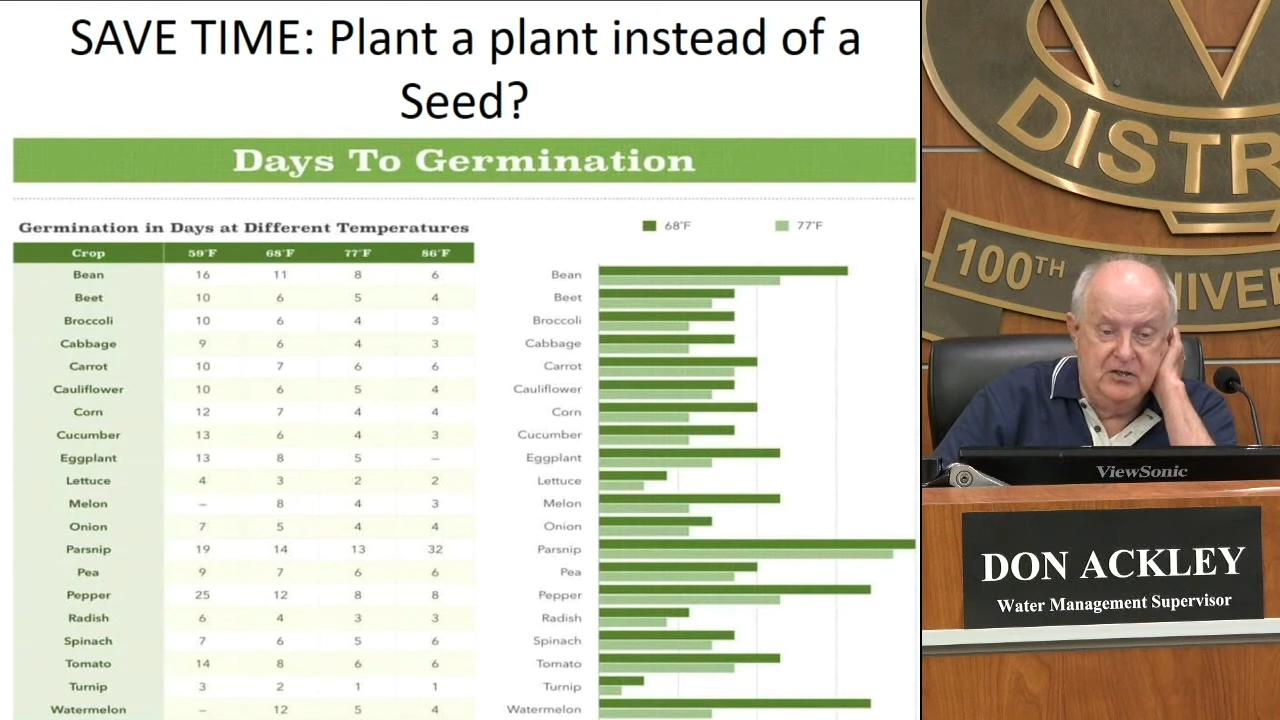 SAVE TIME: Plant a plant instead of a
Seed?
Days To Germination
Germination in Days at Different Temperatures
Crop 59°F 68°F 77°F 86°F
Bean 16 11 8 6
Beet 10 6 5 4
Broccoli 10 6 4 3
Cabbage 9 6 4 3
Carrot 10 7 6 6
Cauliflower 10 6 5 4
Corn 12 7 4 4
Cucumber 13 6 4 3
Eggplant 13 8 5 –
Lettuce 4 3 2 2
Melon – 8 4 3
Onion 7 5 4 4
Parsnip 19 14 13 32
Pea 9 7 6 6
Pepper 25 12 8 8
Radish 6 4 3 3
Spinach 7 6 5 6
Tomato 14 8 6 6
Turnip 3 2 1 1
Watermelon – 12 5 4
68°F 77°F
Bean
Beet
Broccoli
Cabbage
Carrot
Cauliflower
Corn
Cucumber
Eggplant
Lettuce
Melon
Onion
Parsnip
Pea
Pepper
Radish
Spinach
Tomato
Turnip
Watermelon
DISTR
100TH NIVE
ViewSonic
DON ACKLEY
Water Management Supervisor